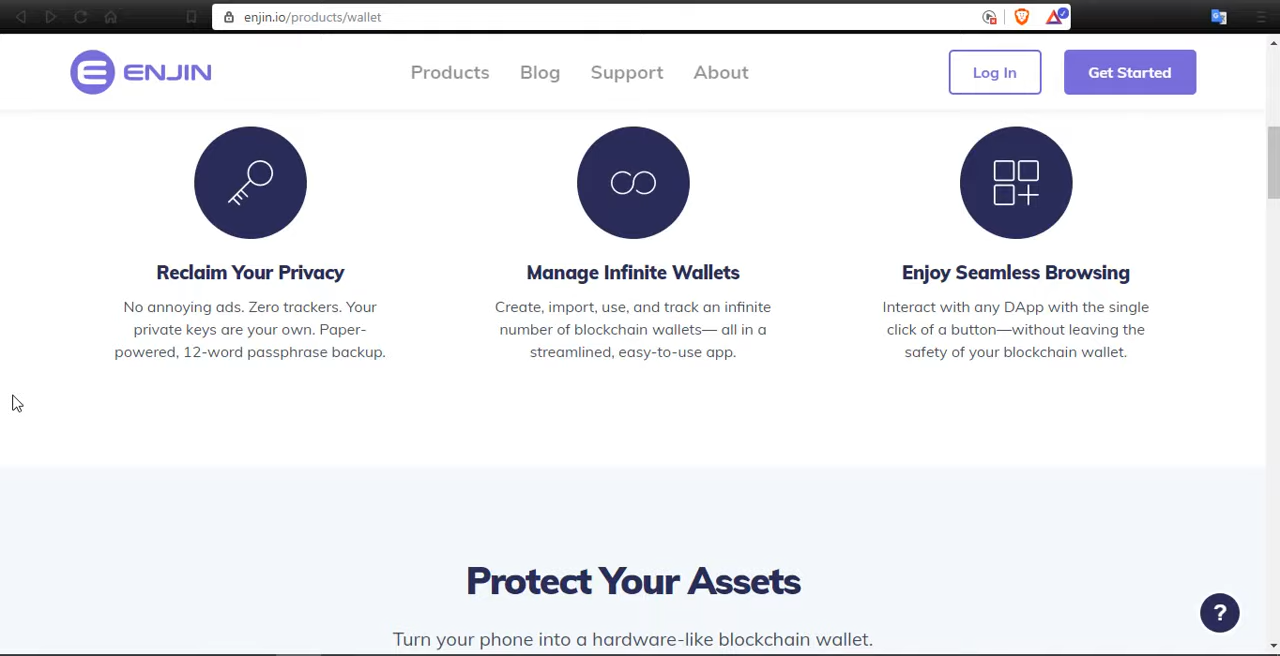 enjin.io/products/wallet
ENJIN
Products Blog Support About
Log In
Get Started
Reclaim Your Privacy
No annoying ads. Zero trackers. Your
private keys are your own. Paper-
powered, 12-word passphrase backup.
Manage Infinite Wallets
Create, import, use, and track an infinite
number of blockchain wallets— all in a
streamlined, easy-to-use app.
Enjoy Seamless Browsing
Interact with any DApp with the single
click of a button—without leaving the
safety of your blockchain wallet.
Protect Your Assets
Turn your phone into a hardware-like blockchain wallet.
?